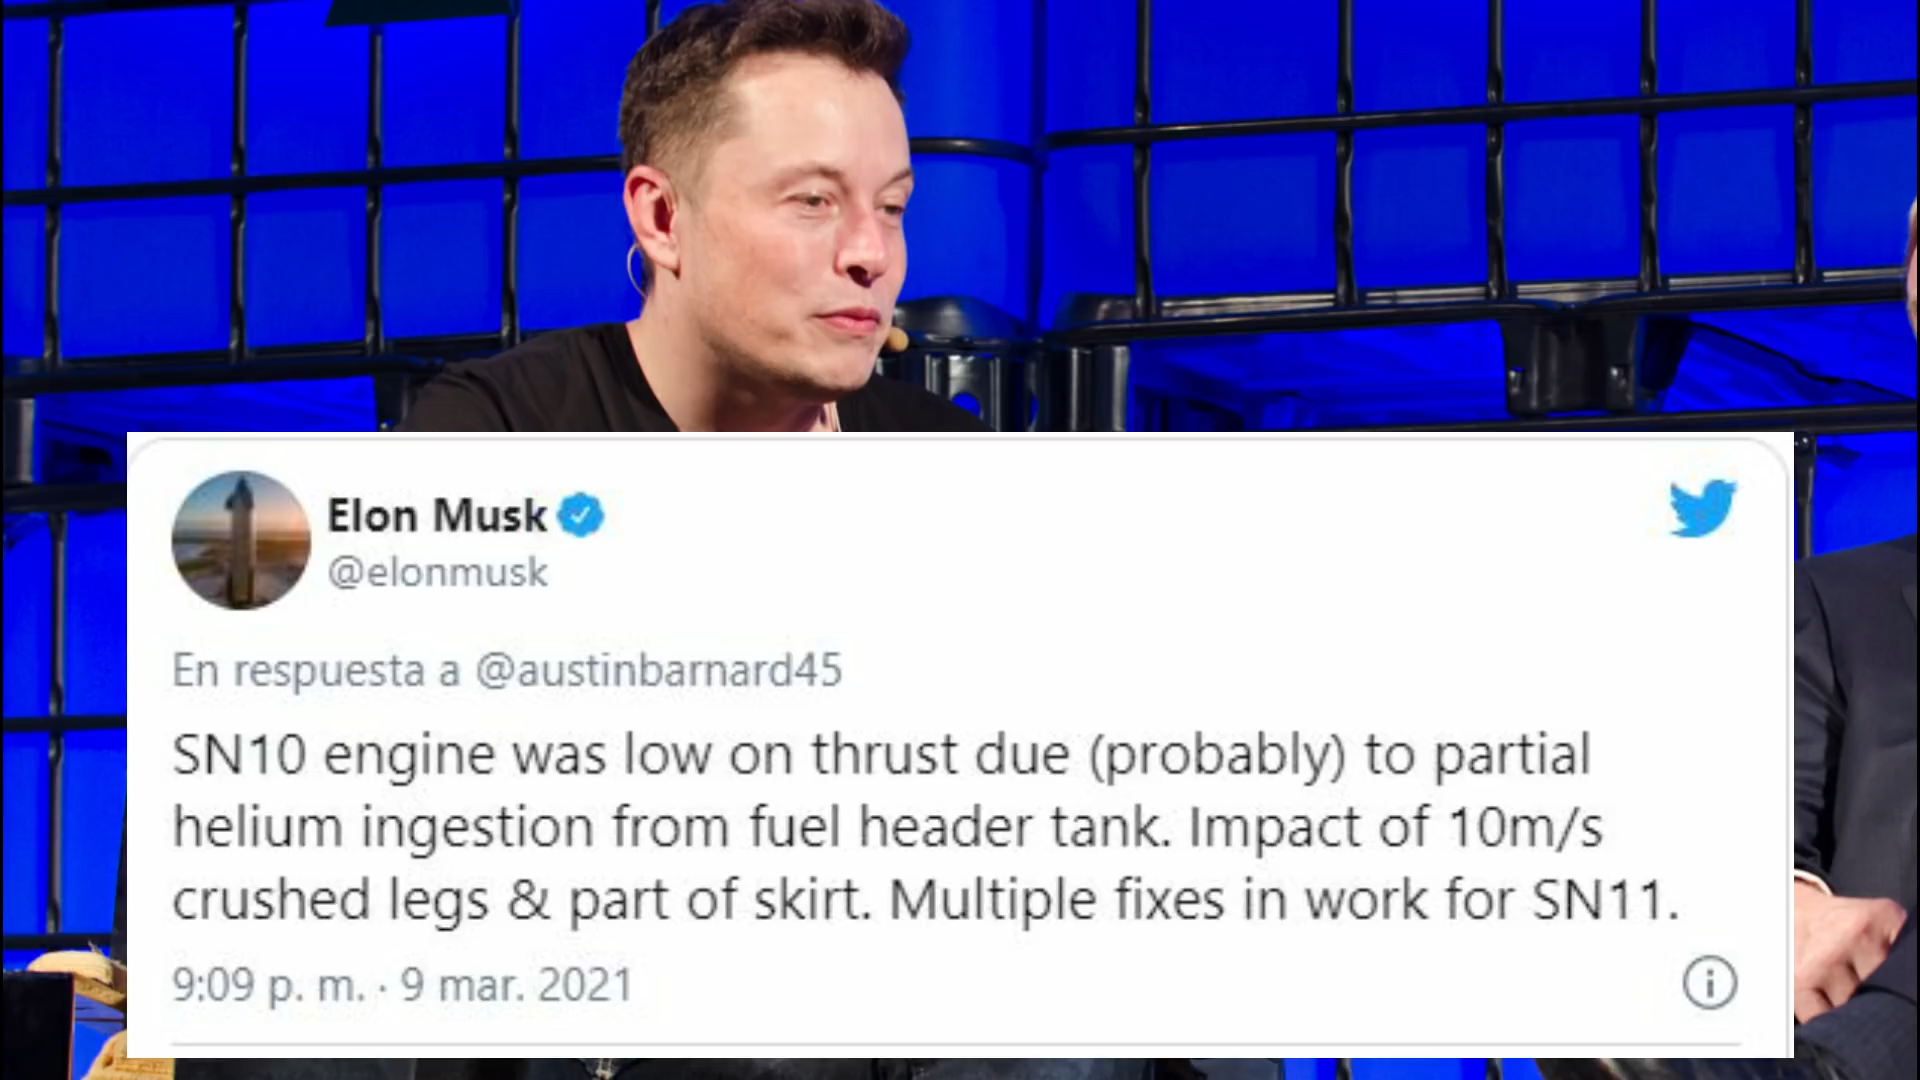 Elon Musk
@elonmusk
En respuesta a @austinbarnard45
SN10 engine was low on thrust due (probably) to partial
helium ingestion from fuel header tank. Impact of 10m/s
crushed legs & part of skirt. Multiple fixes in work for SN11.
9:09 p. m. · 9 mar. 2021